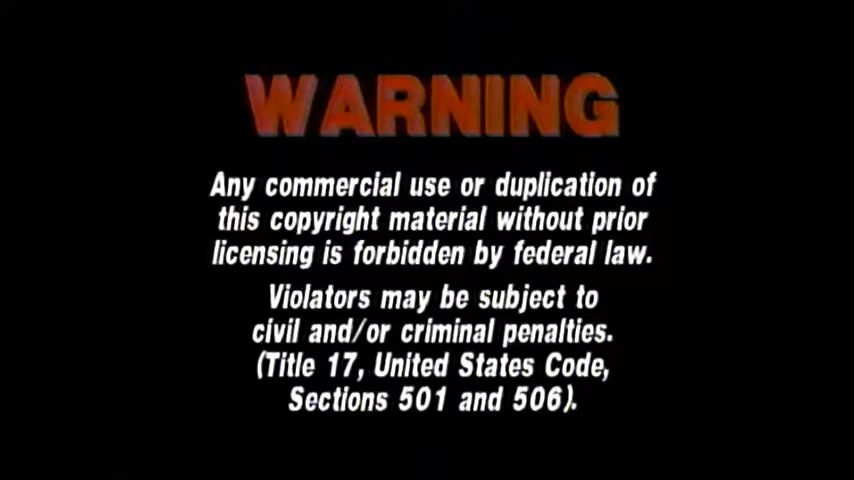 WARNING
Any commercial use or duplication of
this copyright material without prior
licensing is forbidden by federal law.
Violators may be subject to
civil and/or criminal penalties.
(Title 17, United States Code,
Sections 501 and 506).